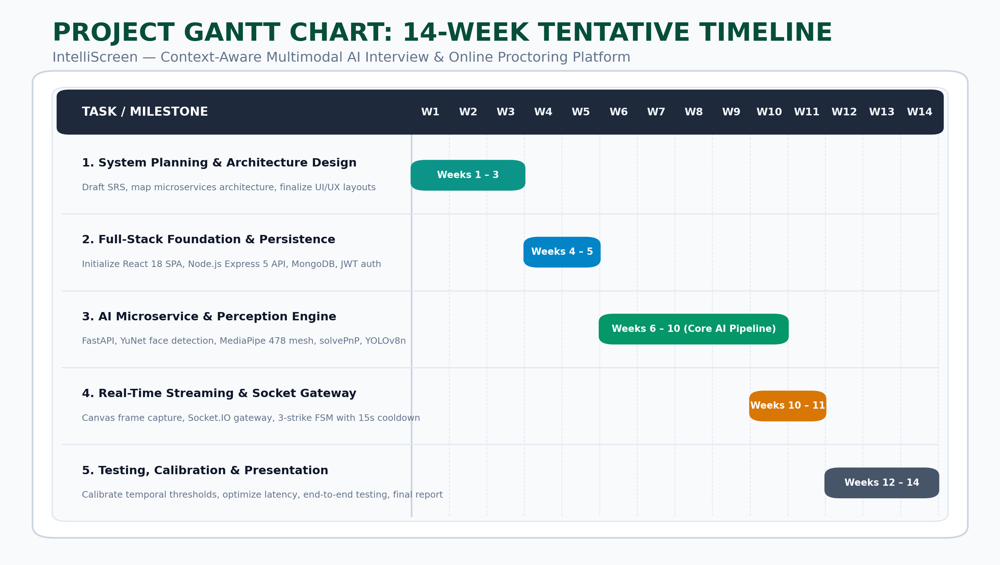 PROJECT GANTT CHART: 14-WEEK TENTATIVE TIMELINE
IntelliScreen — Context-Aware Multimodal AI Interview & Online Proctoring Platform
TASK / MILESTONE W1 W2 W3 W4 W5 W6 W7 W8 W9 W10 W11 W12 W13 W14
1. System Planning & Architecture Design
Weeks 1 – 3
Draft SRS, map microservices architecture, finalize UI/UX layouts
2. Full-Stack Foundation & Persistence
Weeks 4 – 5
Initialize React 18 SPA, Node.js Express 5 API, MongoDB, JWT auth
3. AI Microservice & Perception Engine
Weeks 6 – 10 (Core AI Pipeline)
FastAPI, YuNet face detection, MediaPipe 478 mesh, solvePnP, YOLOv8n
4. Real-Time Streaming & Socket Gateway
Weeks 10 – 11
Canvas frame capture, Socket.IO gateway, 3-strike FSM with 15s cooldown
5. Testing, Calibration & Presentation
Weeks 12 – 14
Calibrate temporal thresholds, optimize latency, end-to-end testing, final report